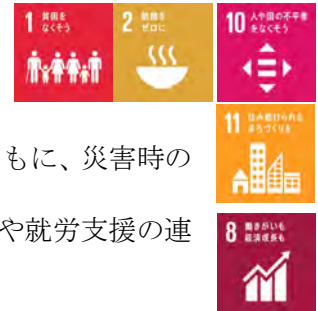 1 貧困を
なくそう
2 飢餓を
ゼロに
10 人や国の不平等
をなくそう
11 住み続けられる
まちづくりを
もに、災害時の
や就労支援の連
8 働きがいも
経済成長も